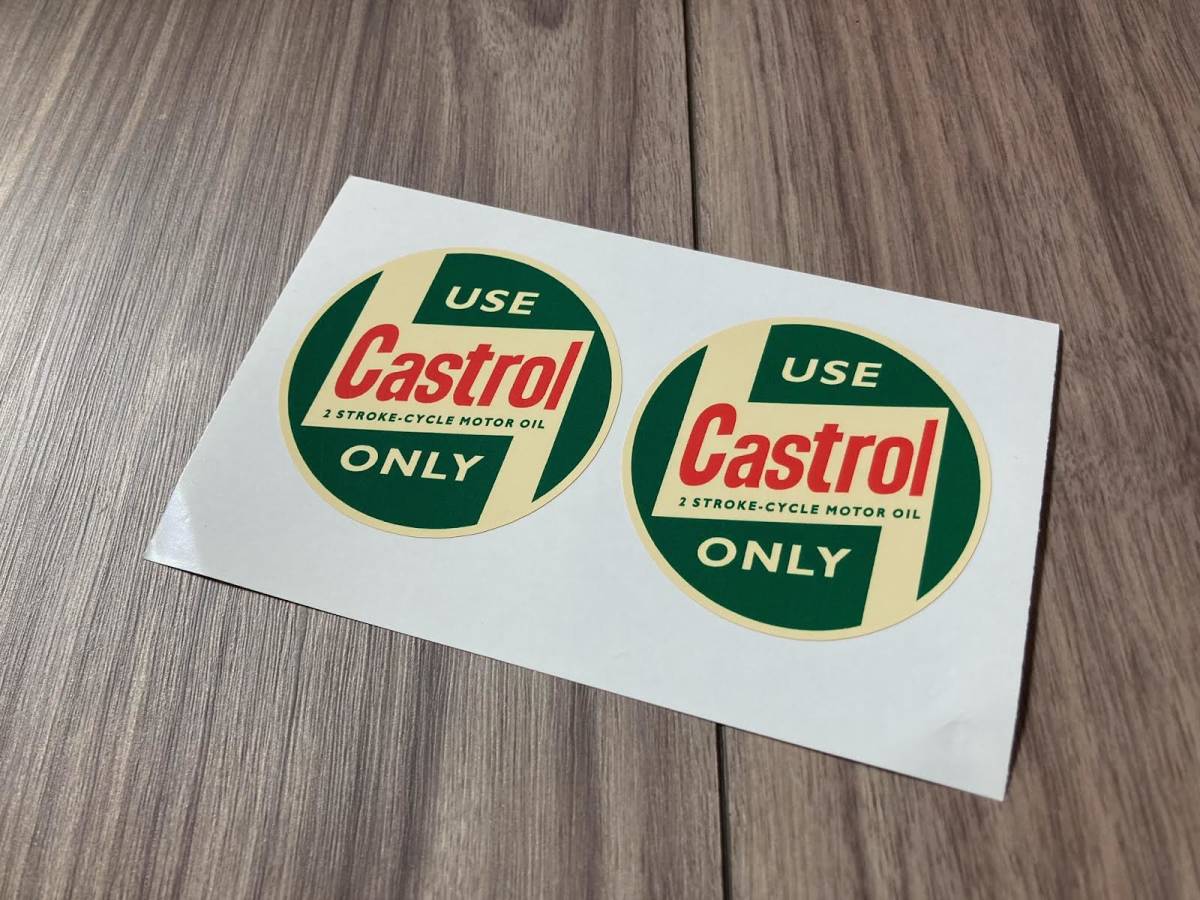 USE
Castrol
2 STROKE-CYCLE MOTOR OIL
ONLY
USE
Castrol
2 STROKE-CYCLE MOTOR OIL
ONLY